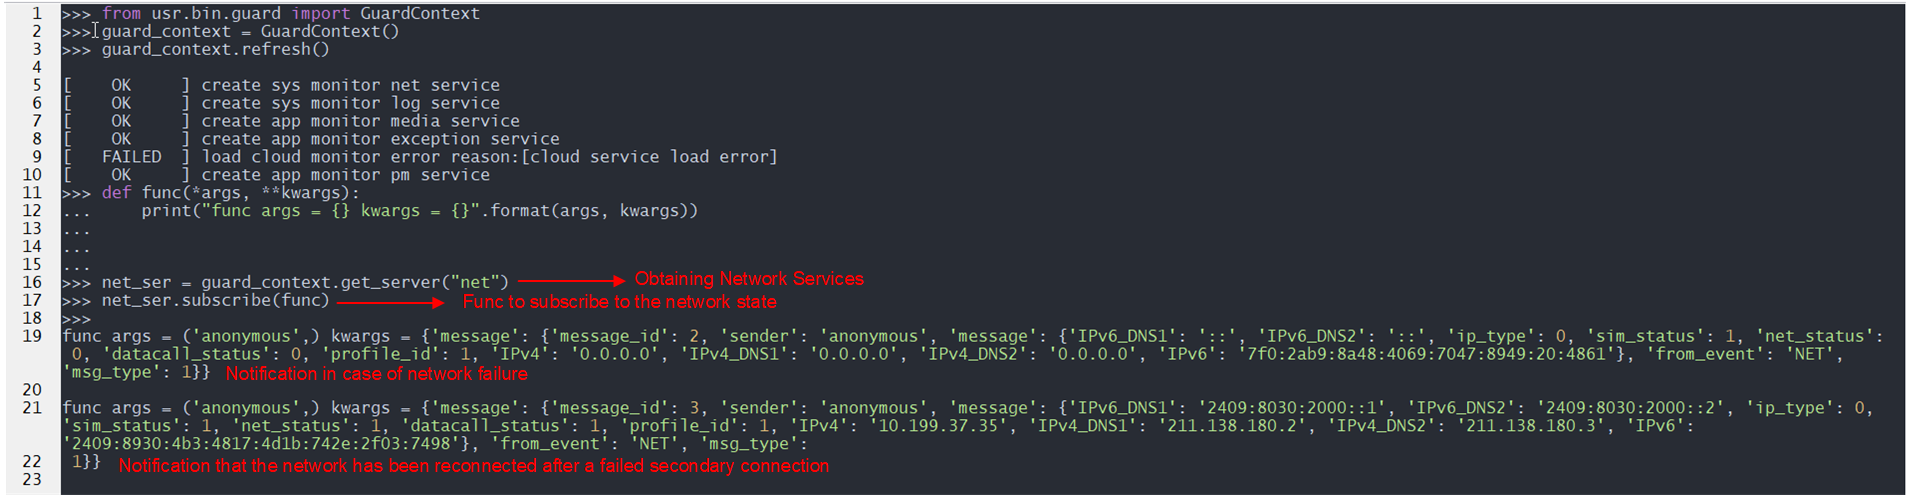 1 >>> from usr.bin.guard import GuardContext
2 >>> guard_context = GuardContext()
3 >>> guard_context.refresh()
4
5 [    OK     ] create sys monitor net service
6 [    OK     ] create sys monitor log service
7 [    OK     ] create app monitor media service
8 [    OK     ] create app monitor exception service
9 [   FAILED  ] load cloud monitor error reason:[cloud service load error]
10 [    OK     ] create app monitor pm service
11 >>> def func(*args, **kwargs):
12 ...     print("func args = {} kwargs = {}".format(args, kwargs))
13 ...
14 ...
15 ...
16 >>> net_ser = guard_context.get_server("net") Obtaining Network Services
17 >>> net_ser.subscribe(func) Func to subscribe to the network state
18 >>>
19 func args = ('anonymous',) kwargs = {'message': {'message_id': 2, 'sender': 'anonymous', 'message': {'IPv6_DNS1': '::', 'IPv6_DNS2': '::', 'ip_type': 0, 'sim_status': 1, 'net_status':
0, 'datacall_status': 0, 'profile_id': 1, 'IPv4': '0.0.0.0', 'IPv4_DNS1': '0.0.0.0', 'IPv4_DNS2': '0.0.0.0', 'IPv6': '7f0:2ab9:8a48:4069:7047:8949:20:4861'}, 'from_event': 'NET',
'msg_type': 1}} Notification in case of network failure
20
21 func args = ('anonymous',) kwargs = {'message': {'message_id': 3, 'sender': 'anonymous', 'message': {'IPv6_DNS1': '2409:8030:2000::1', 'IPv6_DNS2': '2409:8030:2000::2', 'ip_type': 0,
'sim_status': 1, 'net_status': 1, 'datacall_status': 1, 'profile_id': 1, 'IPv4': '10.199.37.35', 'IPv4_DNS1': '211.138.180.2', 'IPv4_DNS2': '211.138.180.3', 'IPv6':
'2409:8930:4b3:4817:4d1b:742e:2f03:7498'}, 'from_event': 'NET', 'msg_type':
22 1}} Notification that the network has been reconnected after a failed secondary connection
23